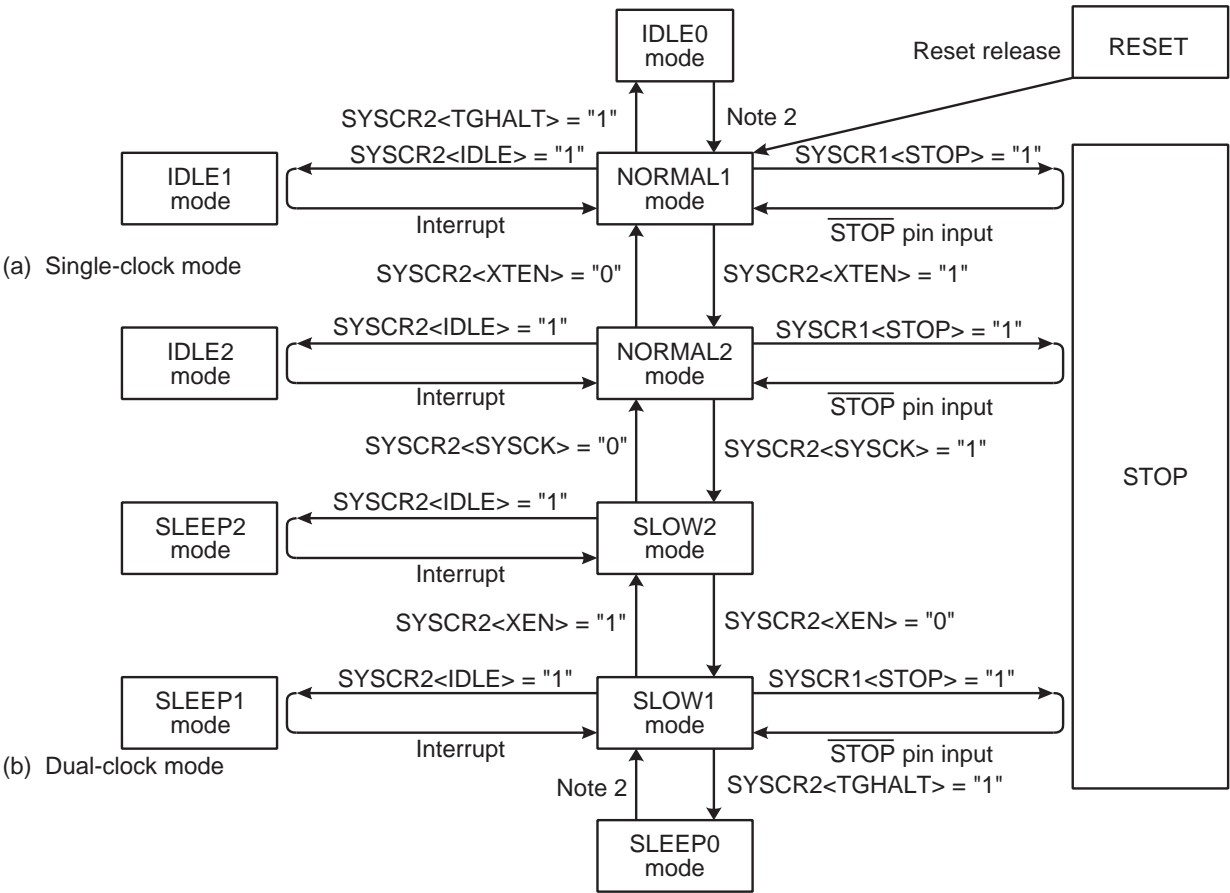 IDLE0
mode
Reset release
RESET
SYSCR2<TGHALT> = "1"
Note 2
IDLE1
mode
SYSCR2<IDLE> = "1"
Interrupt
NORMAL1
mode
SYSCR1<STOP> = "1"
STOP pin input
(a) Single-clock mode
SYSCR2<XTEN> = "0"
SYSCR2<XTEN> = "1"
IDLE2
mode
SYSCR2<IDLE> = "1"
Interrupt
NORMAL2
mode
SYSCR1<STOP> = "1"
STOP pin input
SYSCR2<SYSCK> = "0"
SYSCR2<SYSCK> = "1"
STOP
SLEEP2
mode
SYSCR2<IDLE> = "1"
Interrupt
SLOW2
mode
SYSCR2<XEN> = "1"
SYSCR2<XEN> = "0"
SLEEP1
mode
SYSCR2<IDLE> = "1"
Interrupt
SLOW1
mode
SYSCR1<STOP> = "1"
STOP pin input
(b) Dual-clock mode
Note 2
SYSCR2<TGHALT> = "1"
SLEEP0
mode